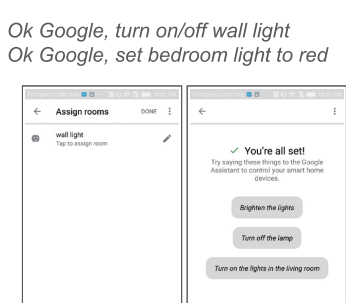 Ok Google, turn on/off wall light
Ok Google, set bedroom light to red
Assign rooms
DONE
wall light
Tap to assign room
You're all set!
Try saying these things to the Google
Assistant to control your smart home
devices.
Brighten the lights
Turn off the lamp
Turn on the lights in the living room